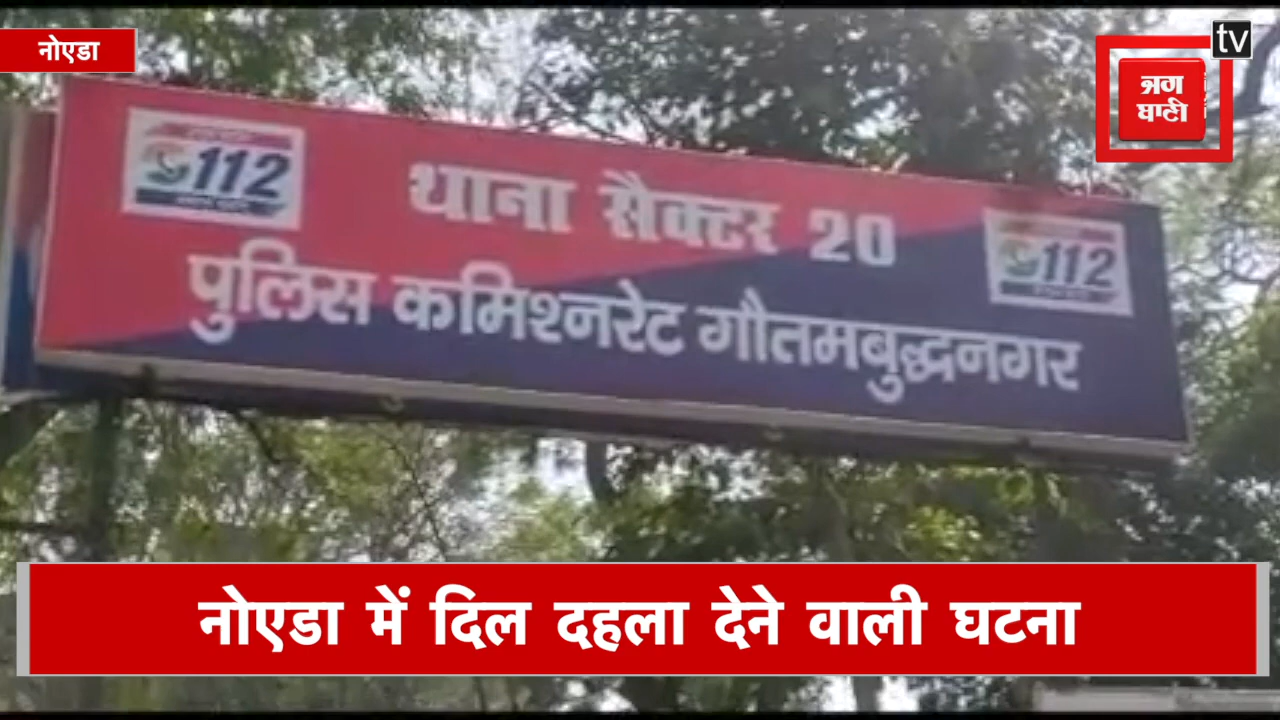 नोएडा
tv
112
थाना सैक्टर 20
112
पुलिस कमिश्नरेट गौतमबुद्धनगर
नोएडा में दिल दहला देने वाली घटना